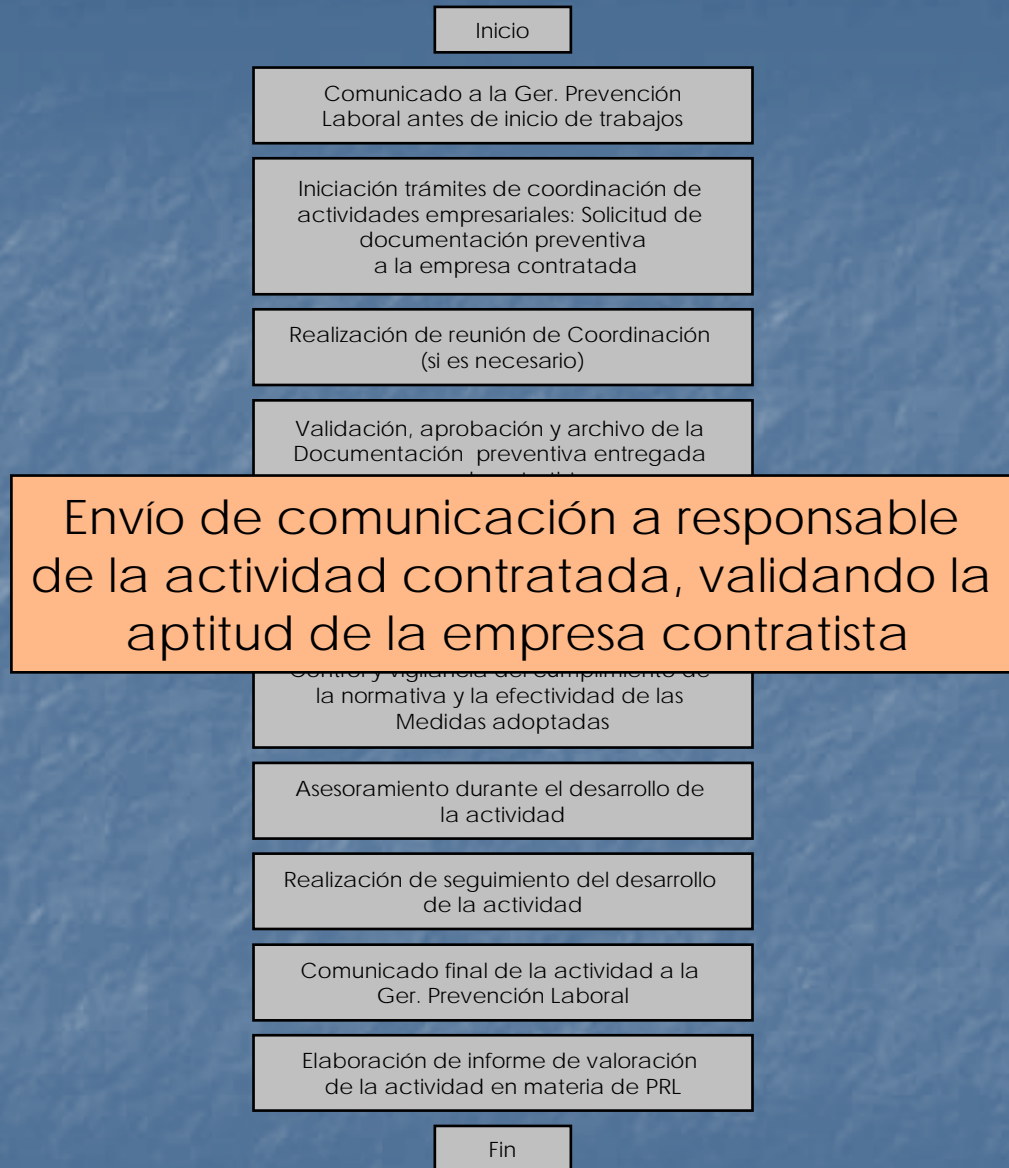 Inicio
Comunicado a la Ger. Prevención
Laboral antes de inicio de trabajos
Iniciación trámites de coordinación de
actividades empresariales: Solicitud de
documentación preventiva
a la empresa contratada
Realización de reunión de Coordinación
(si es necesario)
Validación, aprobación y archivo de la
Documentación preventiva entregada
Envío de comunicación a responsable
de la actividad contratada, validando la
aptitud de la empresa contratista
Control y vigilancia del cumplimiento de
la normativa y la efectividad de las
Medidas adoptadas
Asesoramiento durante el desarrollo de
la actividad
Realización de seguimiento del desarrollo
de la actividad
Comunicado final de la actividad a la
Ger. Prevención Laboral
Elaboración de informe de valoración
de la actividad en materia de PRL
Fin